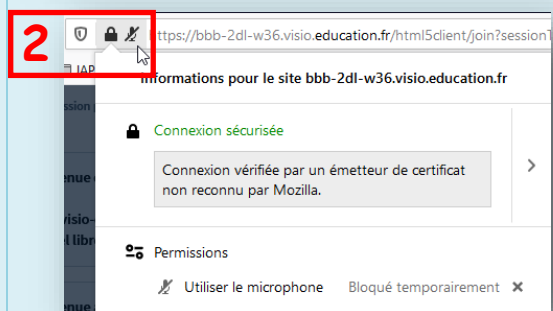 2
https://bbb-2dl-w36.visio.education.fr/html5client/join?session
Informations pour le site bbb-2dl-w36.visio.education.fr
Connexion sécurisée
Connexion vérifiée par un émetteur de certificat
non reconnu par Mozilla.
Permissions
Utiliser le microphone Bloqué temporairement